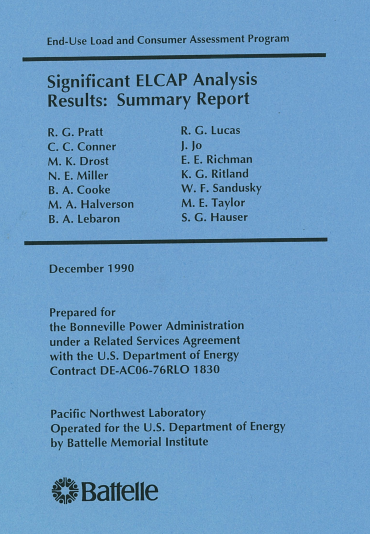 End-Use Load and Consumer Assessment Program
Significant ELCAP Analysis
Results: Summary Report
R. G. Pratt
C. C. Conner
M. K. Drost
N. E. Miller
B. A. Cooke
M. A. Halverson
B. A. Lebaron
R. G. Lucas
J. Jo
E. E. Richman
K. G. Ritland
W. F. Sandusky
M. E. Taylor
S. G. Hauser
December 1990
Prepared for
the Bonneville Power Administration
under a Related Services Agreement
with the U.S. Department of Energy
Contract DE-AC06-76RLO 1830
Pacific Northwest Laboratory
Operated for the U.S. Department of Energy
by Battelle Memorial Institute
Battelle